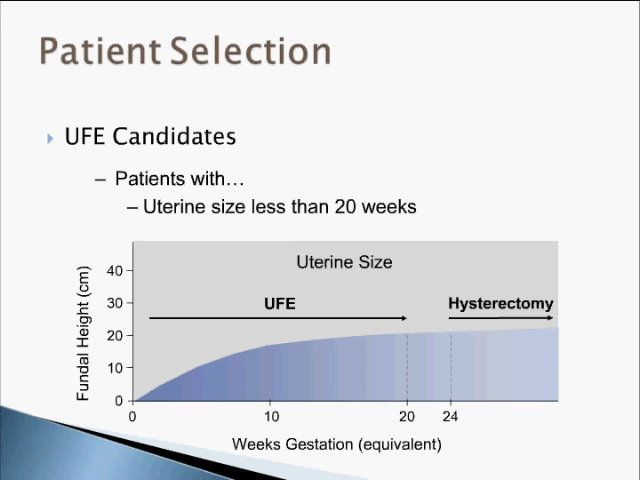 Patient Selection
UFE Candidates
– Patients with…
– Uterine size less than 20 weeks
Uterine Size
UFE
Hysterectomy
Fundal Height (cm)
40
30
20
10
0
0 10 20 24
Weeks Gestation (equivalent)